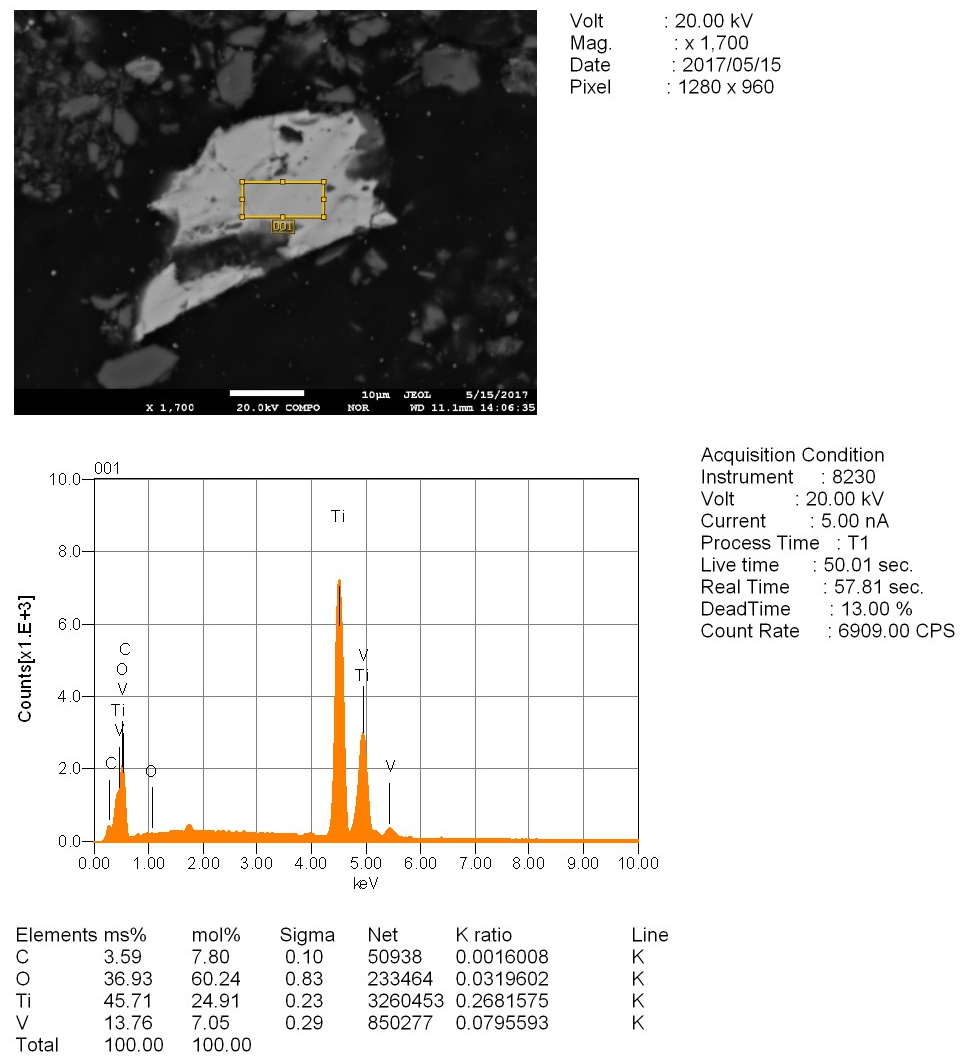 Volt : 20.00 kV
Mag. : x 1,700
Date : 2017/05/15
Pixel : 1280 x 960
001
10µm JEOL 5/15/2017
X 1,700 20.0kV COMPO NOR WD 11.1mm 14:06:35
001
10.0
8.0
6.0
4.0
2.0
0.0
Counts[x1.E+3]
Ti
C
O
V
Ti
V
C
O
V
Ti
V
0.00 1.00 2.00 3.00 4.00 5.00 6.00 7.00 8.00 9.00 10.00
keV
Acquisition Condition
Instrument : 8230
Volt : 20.00 kV
Current : 5.00 nA
Process Time : T1
Live time : 50.01 sec.
Real Time : 57.81 sec.
DeadTime : 13.00 %
Count Rate : 6909.00 CPS
Elements ms% mol% Sigma Net K ratio Line
C 3.59 7.80 0.10 50938 0.0016008 K
O 36.93 60.24 0.83 233464 0.0319602 K
Ti 45.71 24.91 0.23 3260453 0.2681575 K
V 13.76 7.05 0.29 850277 0.0795593 K
Total 100.00 100.00